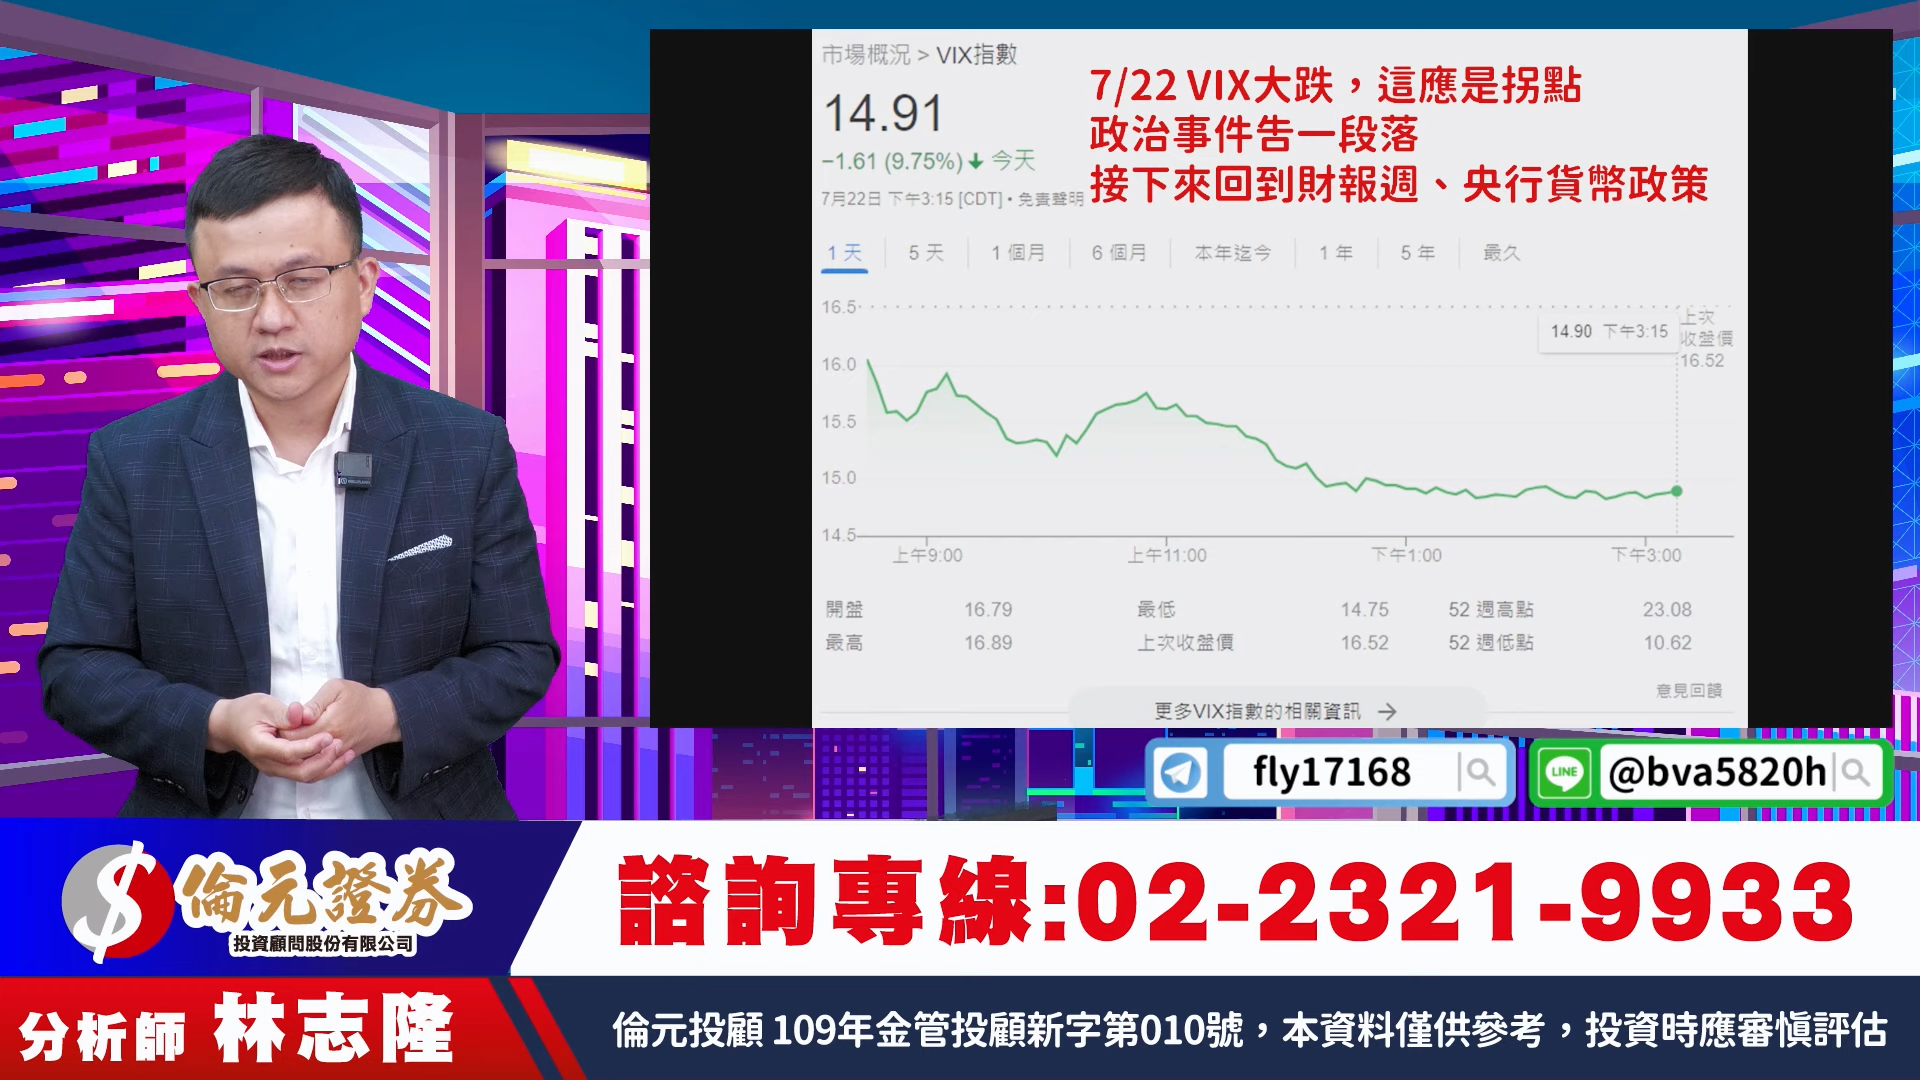 市場概況 > VIX指數
14.91
-1.61 (9.75%) ↓ 今天
7月22日 下午3:15 [CDT] • 免責聲明
7/22 VIX大跌，這應是拐點
政治事件告一段落
接下來回到財報週、央行貨幣政策
1 天 5 天 1 個月 6 個月 本年迄今 1 年 5 年 最久
16.5
16.0
15.5
15.0
14.5
14.90 下午3:15
上次
收盤價
16.52
上午9:00 上午11:00 下午1:00 下午3:00
開盤 16.79 最低 14.75 52 週高點 23.08
最高 16.89 上次收盤價 16.52 52 週低點 10.62
意見回饋
更多VIX指數的相關資訊 →
fly17168
LINE @bva5820h
倫元證券
投資顧問股份有限公司
諮詢專線:02-2321-9933
分析師 林志隆
倫元投顧 109年金管投顧新字第010號，本資料僅供參考，投資時應審慎評估